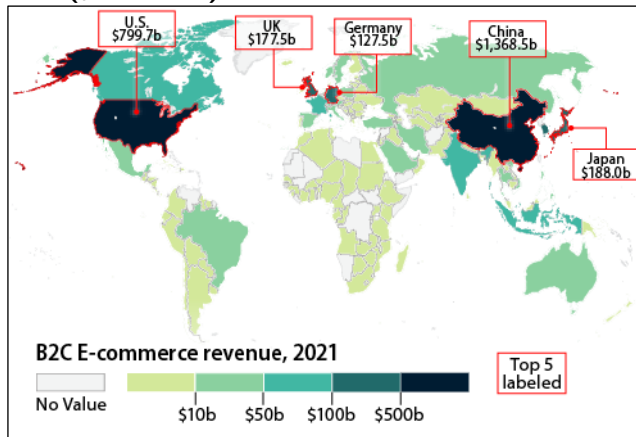 U.S.
$799.7b
UK
$177.5b
Germany
$127.5b
China
$1,368.5b
Japan
$188.0b
B2C E-commerce revenue, 2021
Top 5
labeled
No Value
$10b
$50b
$100b
$500b